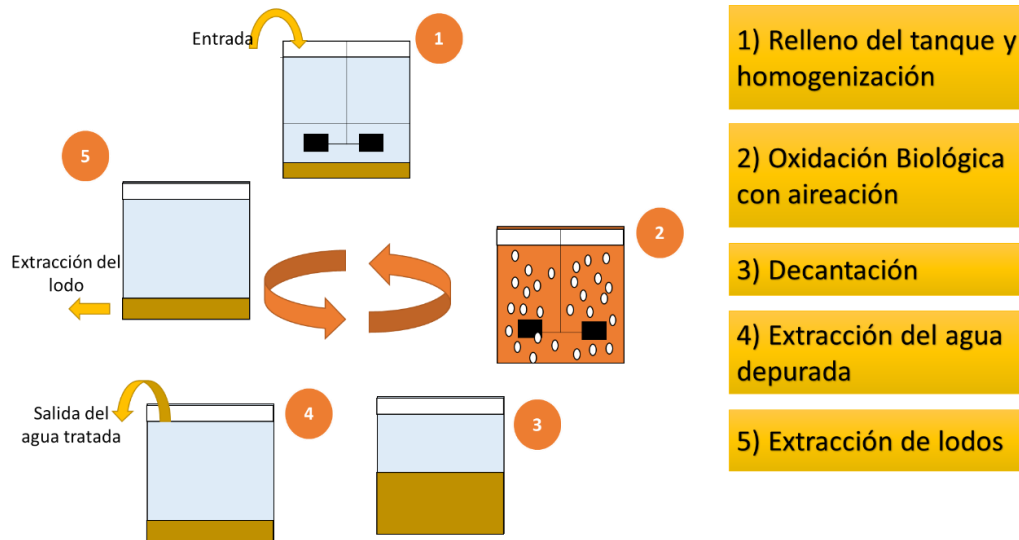 Entrada
1
5
2
Extracción del
lodo
Salida del
agua tratada
4
3
1) Relleno del tanque y
homogenización
2) Oxidación Biológica
con aireación
3) Decantación
4) Extracción del agua
depurada
5) Extracción de lodos